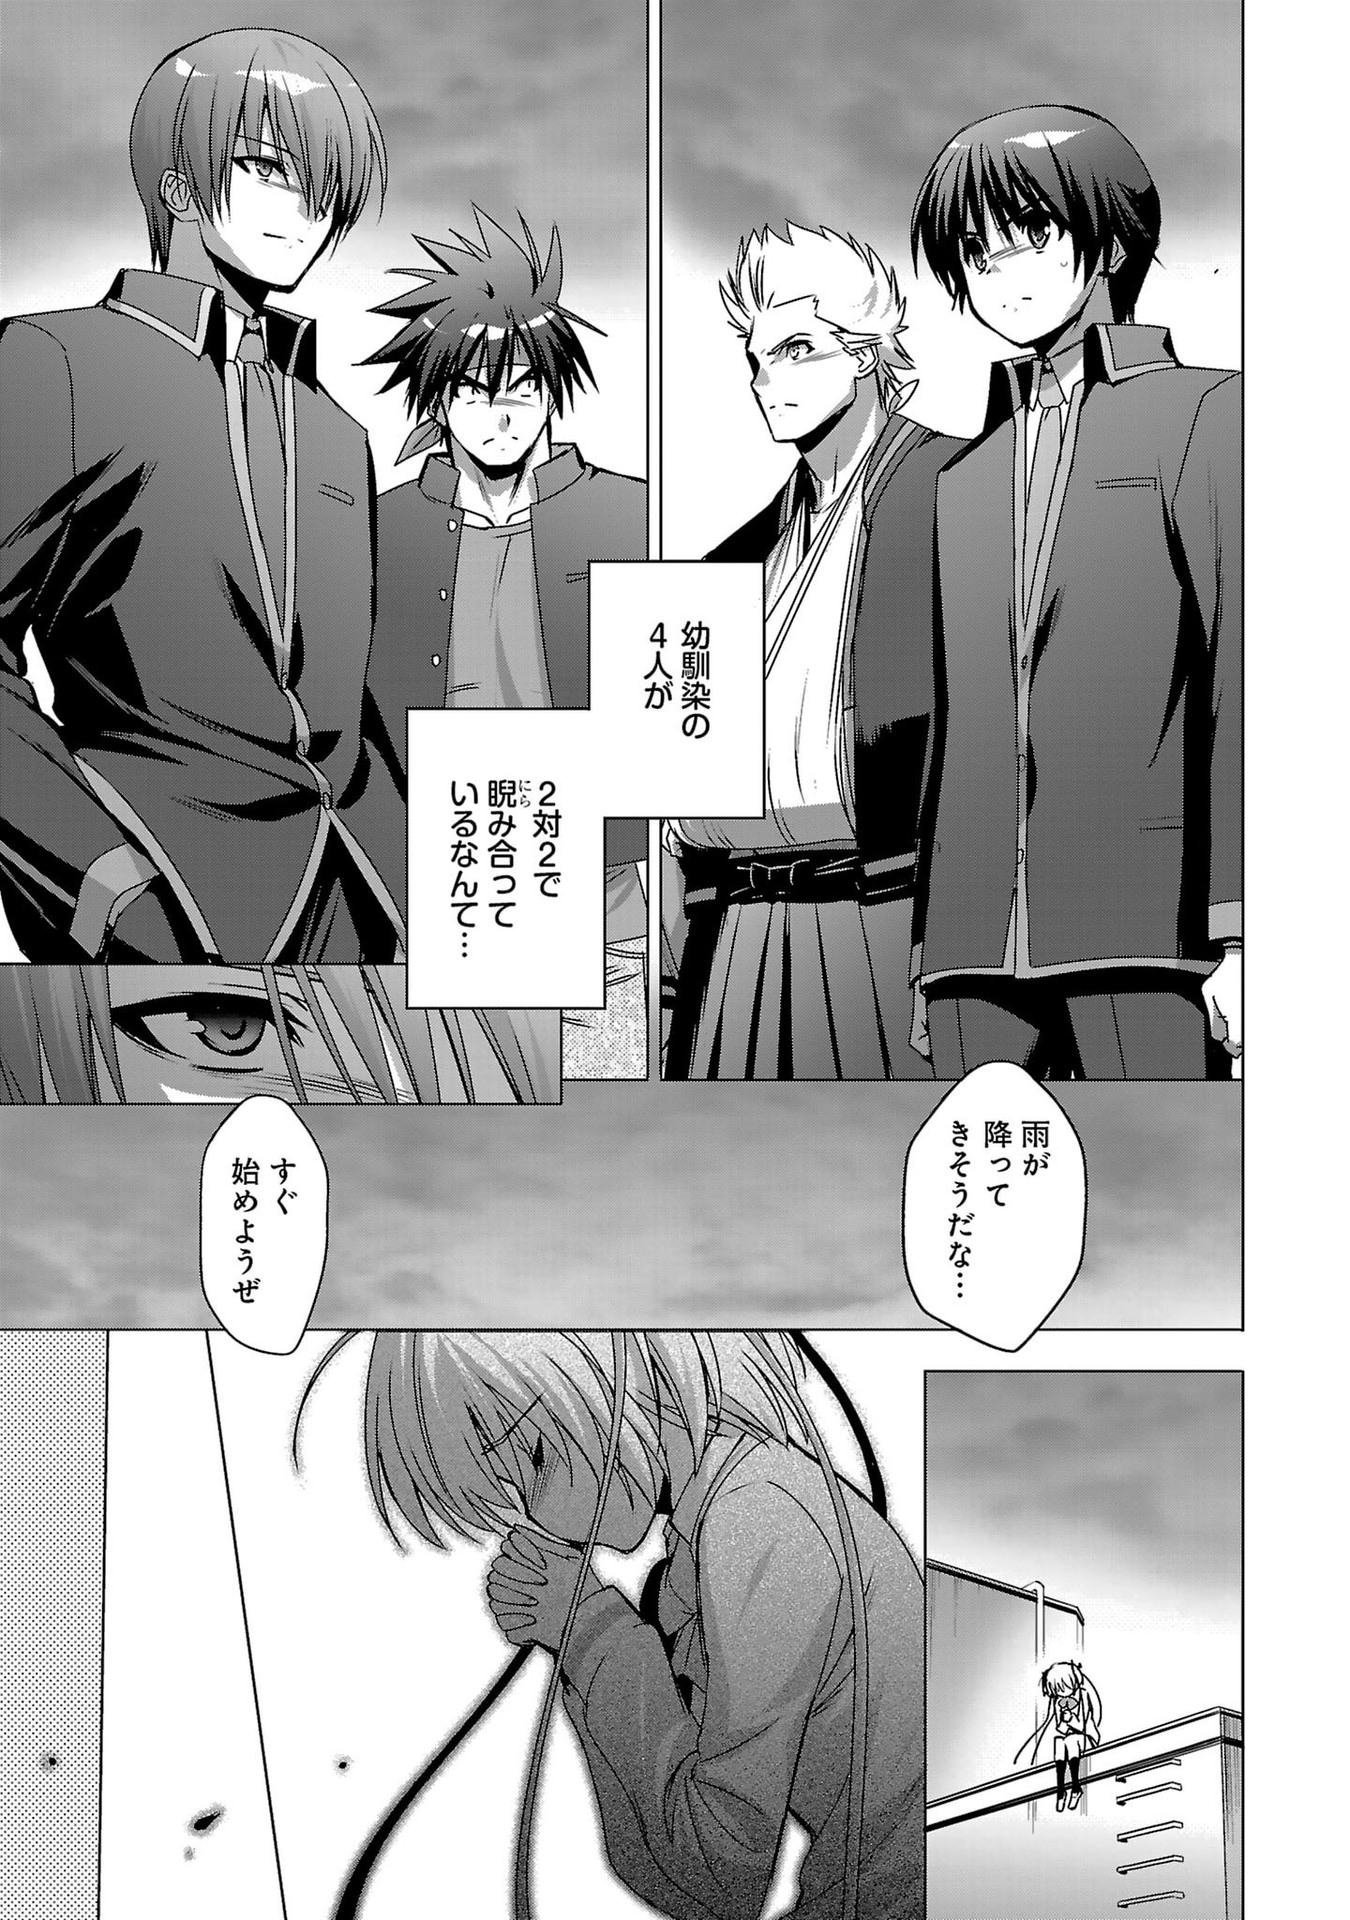 幼馴染の
4人が
2対2で
睨み合って
にら
いるなんて…
雨が
降って
きそうだな…
すぐ
始めようぜ